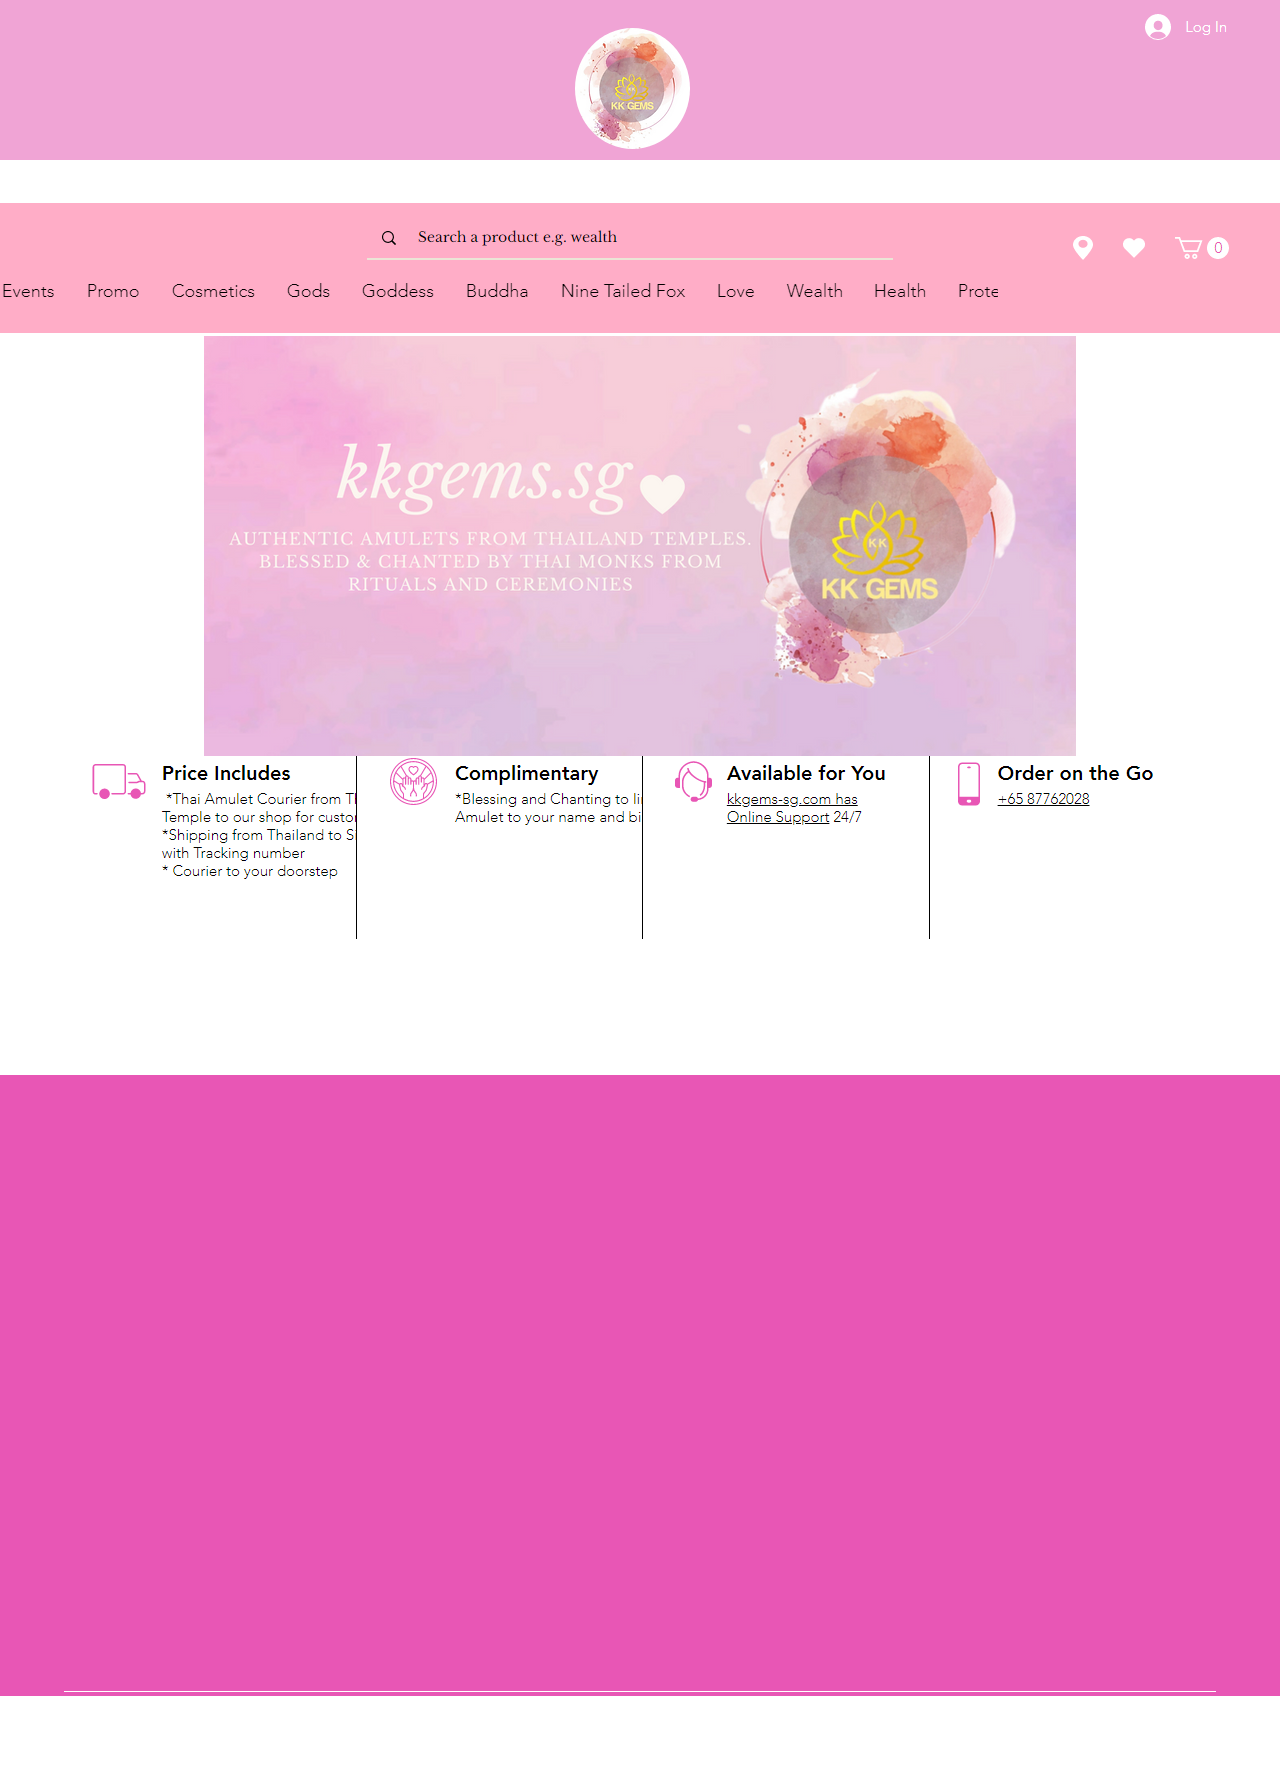 Log In
KK
KK GEMS
Search a product e.g. wealth
0
Events Promo Cosmetics Gods Goddess Buddha Nine Tailed Fox Love Wealth Health Prote
kkgems.sg
AUTHENTIC AMULETS FROM THAILAND TEMPLES.
BLESSED & CHANTED BY THAI MONKS FROM
RITUALS AND CEREMONIES
KK
KK GEMS
Price Includes
*Thai Amulet Courier from Th
Temple to our shop for custo
*Shipping from Thailand to S
with Tracking number
* Courier to your doorstep
Complimentary
*Blessing and Chanting to li
Amulet to your name and bi
Available for You
kkgems-sg.com has
Online Support 24/7
Order on the Go
+65 87762028